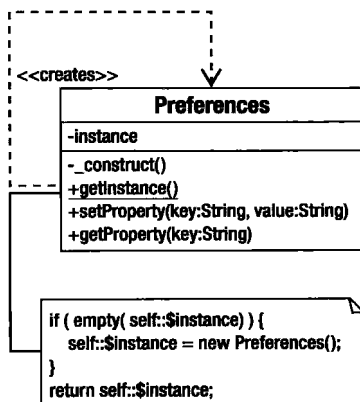 <<creates>>
Preferences
-instance
-_construct()
+getInstance()
+setProperty(key:String, value:String)
+getProperty(key:String)
if ( empty( self::$instance) ) {
self::$instance = new Preferences();
}
return self::$instance;